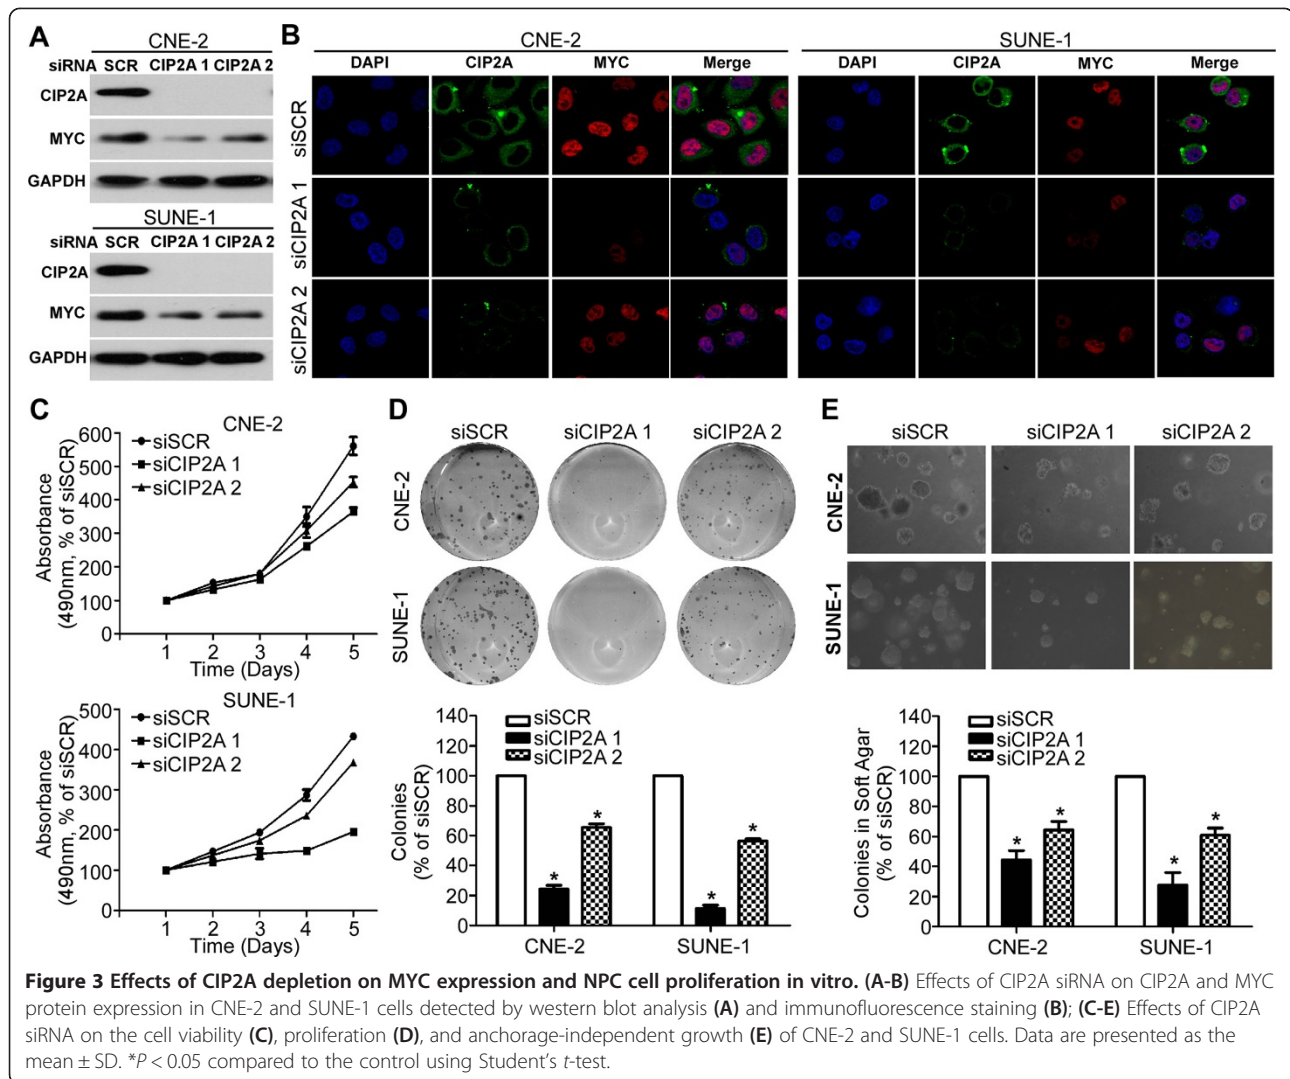 A
CNE-2
siRNA SCR CIP2A 1 CIP2A 2
CIP2A
MYC
GAPDH
SUNE-1
siRNA SCR CIP2A 1 CIP2A 2
CIP2A
MYC
GAPDH
B
CNE-2
SUNE-1
DAPI CIP2A MYC Merge
DAPI CIP2A MYC Merge
siSCR
siCIP2A 1
siCIP2A 2
C
CNE-2
siSCR
siCIP2A 1
siCIP2A 2
Absorbance
(490nm, % of siSCR)
600
500
400
300
200
100
0
1 2 3 4 5
Time (Days)
SUNE-1
siSCR
siCIP2A 1
siCIP2A 2
Absorbance
(490nm, % of siSCR)
500
400
300
200
100
0
1 2 3 4 5
Time (Days)
D
siSCR siCIP2A 1 siCIP2A 2
CNE-2
SUNE-1
siSCR
siCIP2A 1
siCIP2A 2
Colonies
(% of siSCR)
140
120
100
80
60
40
20
0
* * * *
CNE-2 SUNE-1
E
siSCR siCIP2A 1 siCIP2A 2
CNE-2
SUNE-1
siSCR
siCIP2A 1
siCIP2A 2
Colonies in Soft Agar
(% of siSCR)
140
120
100
80
60
40
20
0
* * * *
CNE-2 SUNE-1
Figure 3 Effects of CIP2A depletion on MYC expression and NPC cell proliferation in vitro. (A-B) Effects of CIP2A siRNA on CIP2A and MYC
protein expression in CNE-2 and SUNE-1 cells detected by western blot analysis (A) and immunofluorescence staining (B); (C-E) Effects of CIP2A
siRNA on the cell viability (C), proliferation (D), and anchorage-independent growth (E) of CNE-2 and SUNE-1 cells. Data are presented as the
mean ± SD. *P < 0.05 compared to the control using Student's t-test.